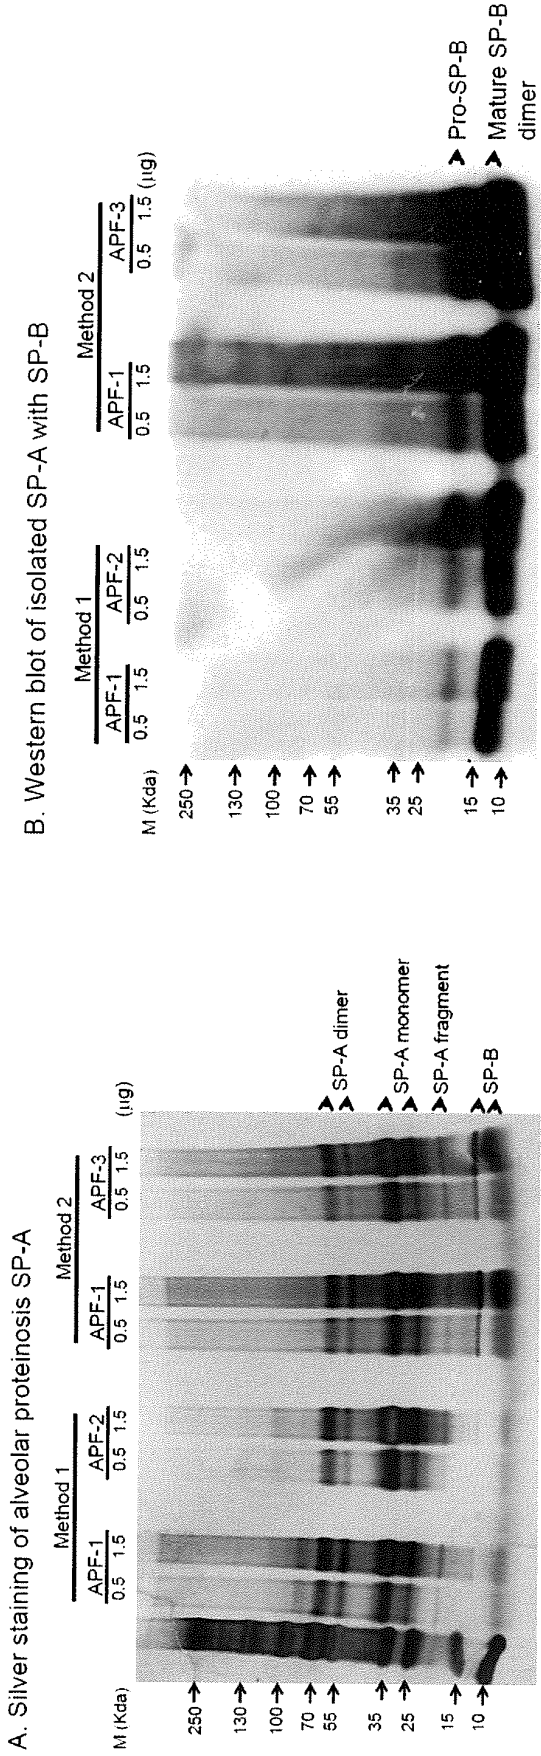 A. Silver staining of alveolar proteinosis SP-A
Method 1
Method 2
APF-1
APF-2
APF-1
APF-3
M (Kda)
0.5
1.5
0.5
1.5
0.5
1.5
0.5
1.5
(µg)
250
130
100
70
55
35
25
15
10
SP-A dimer
SP-A monomer
SP-A fragment
SP-B
B. Western blot of isolated SP-A with SP-B
Method 1
Method 2
APF-1
APF-2
APF-1
APF-3
M (Kda)
0.5
1.5
0.5
1.5
0.5
1.5
0.5
1.5 (µg)
250
130
100
70
55
35
25
15
10
Pro-SP-B
Mature SP-B
dimer